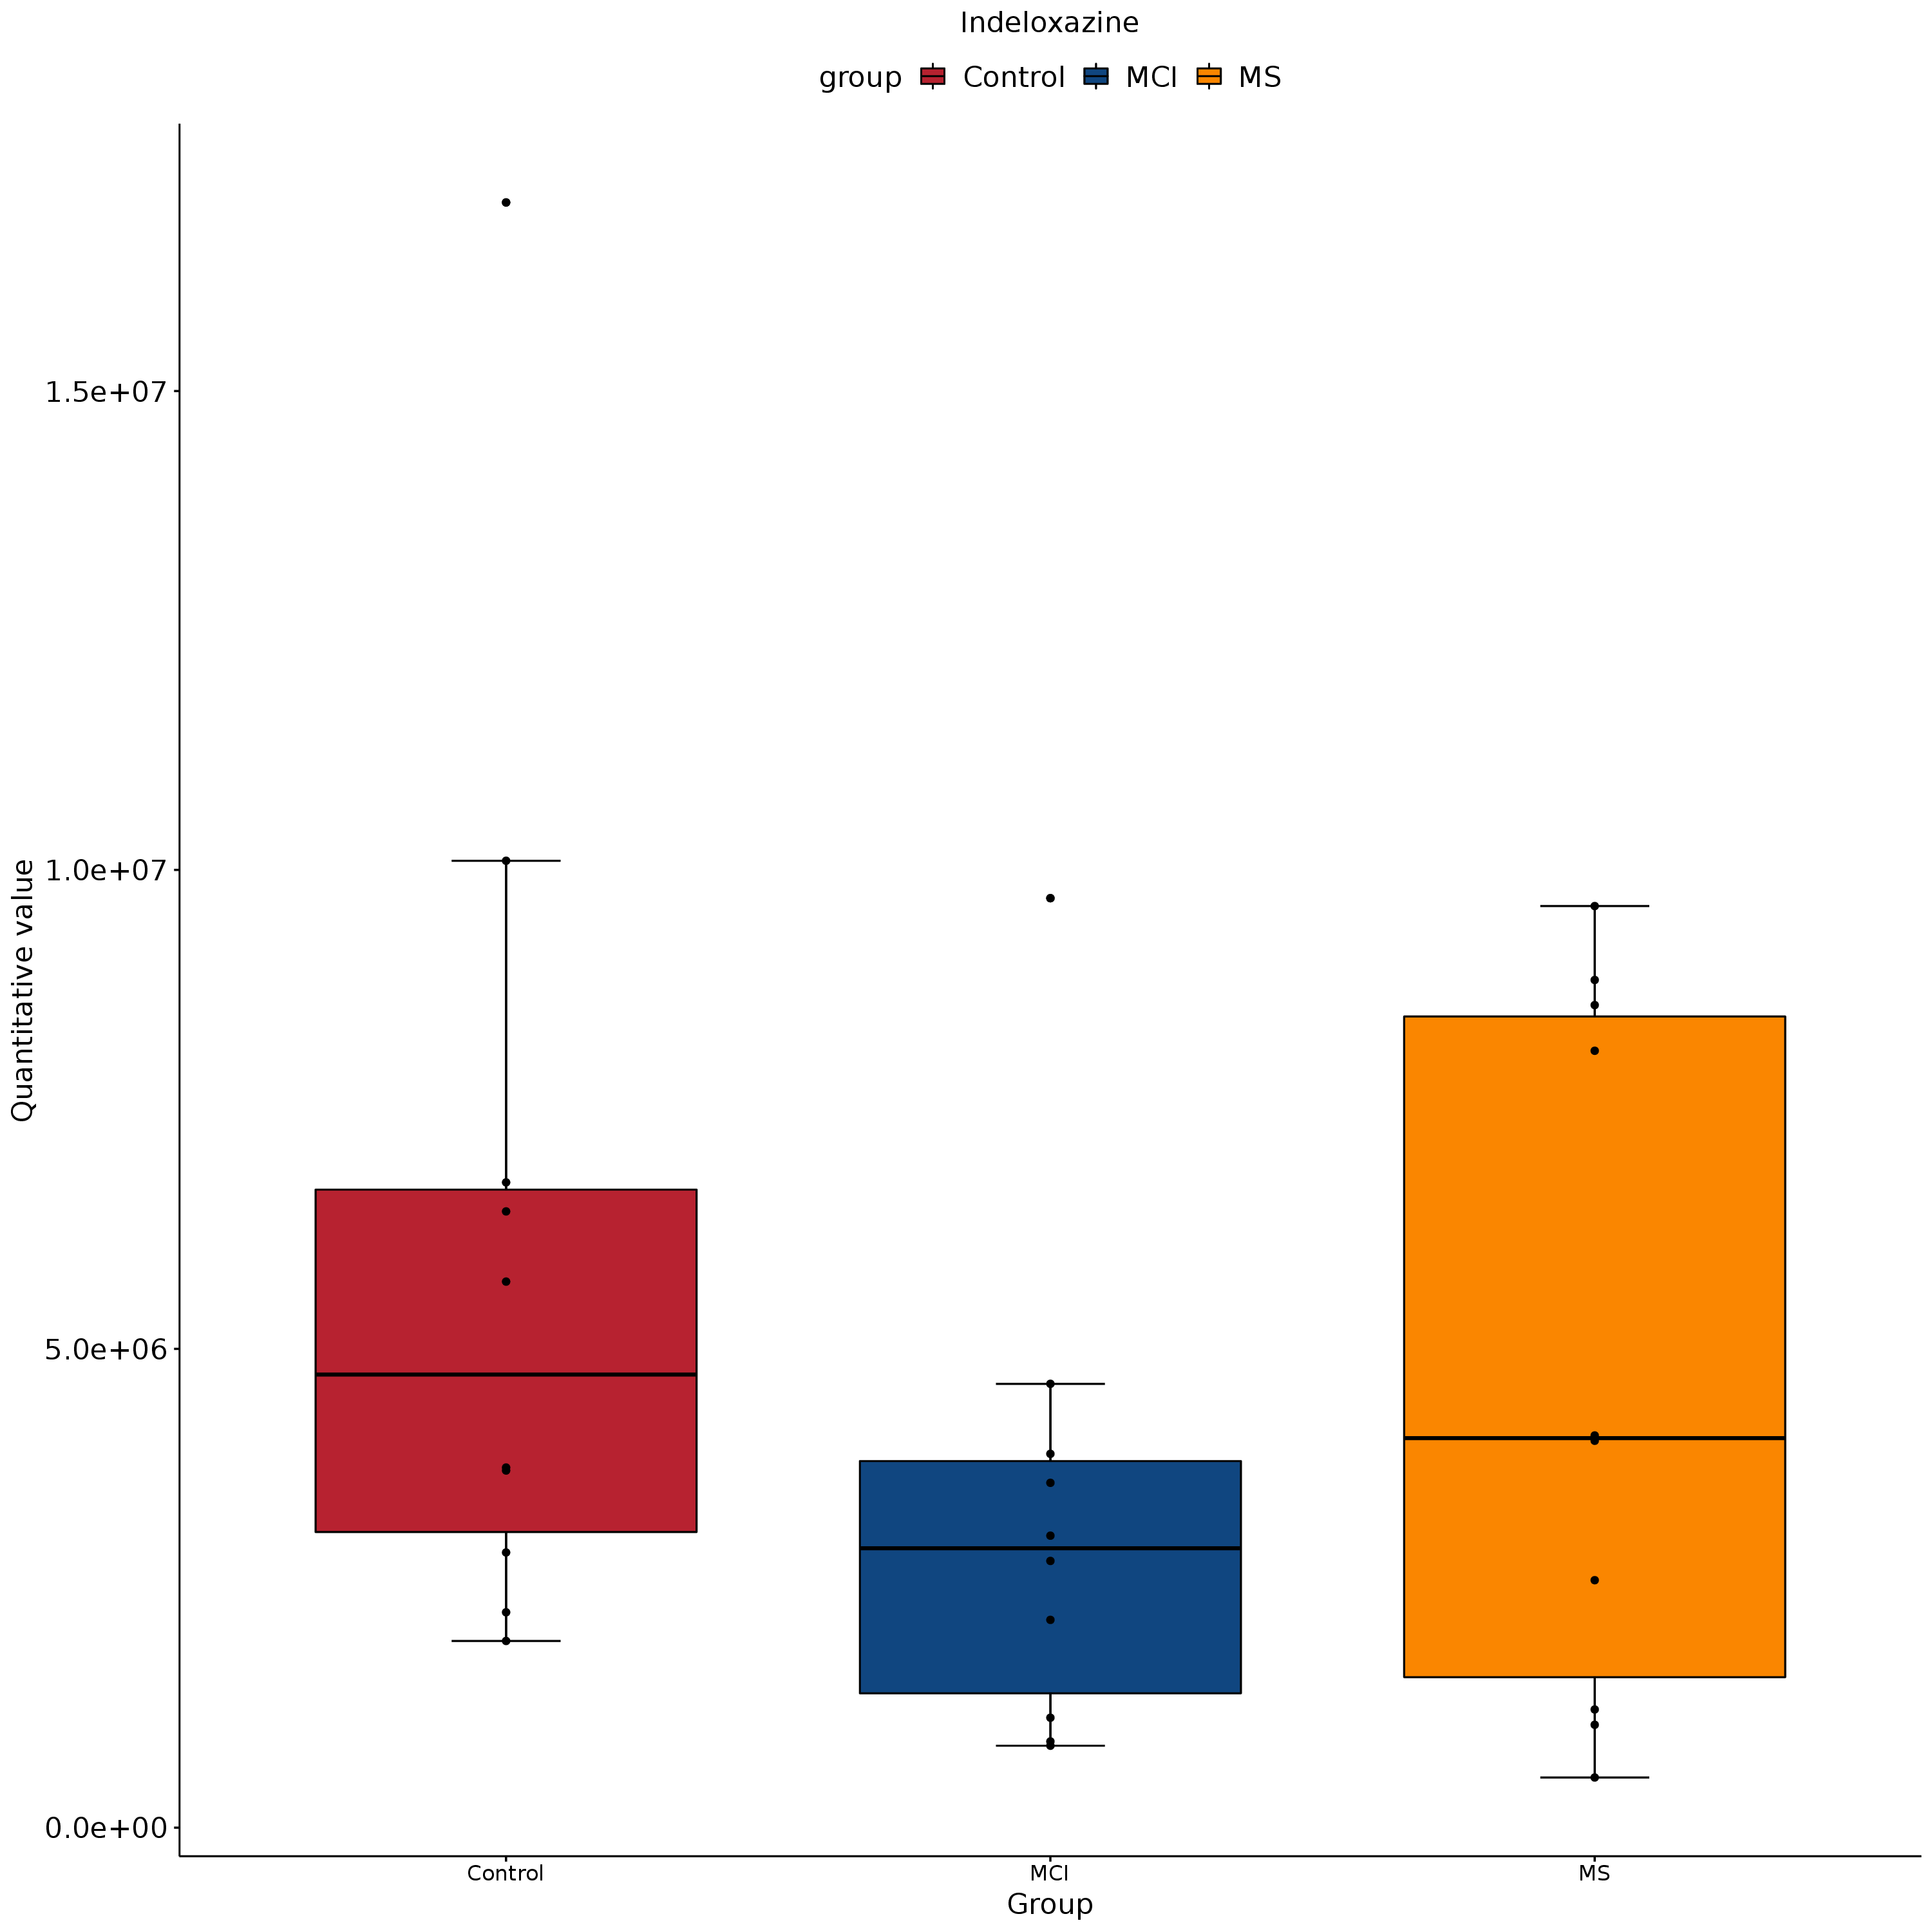 Indeloxazine
group Control MCI MS
Quantitative value
1.5e+07
1.0e+07
5.0e+06
0.0e+00
Control MCI MS
Group